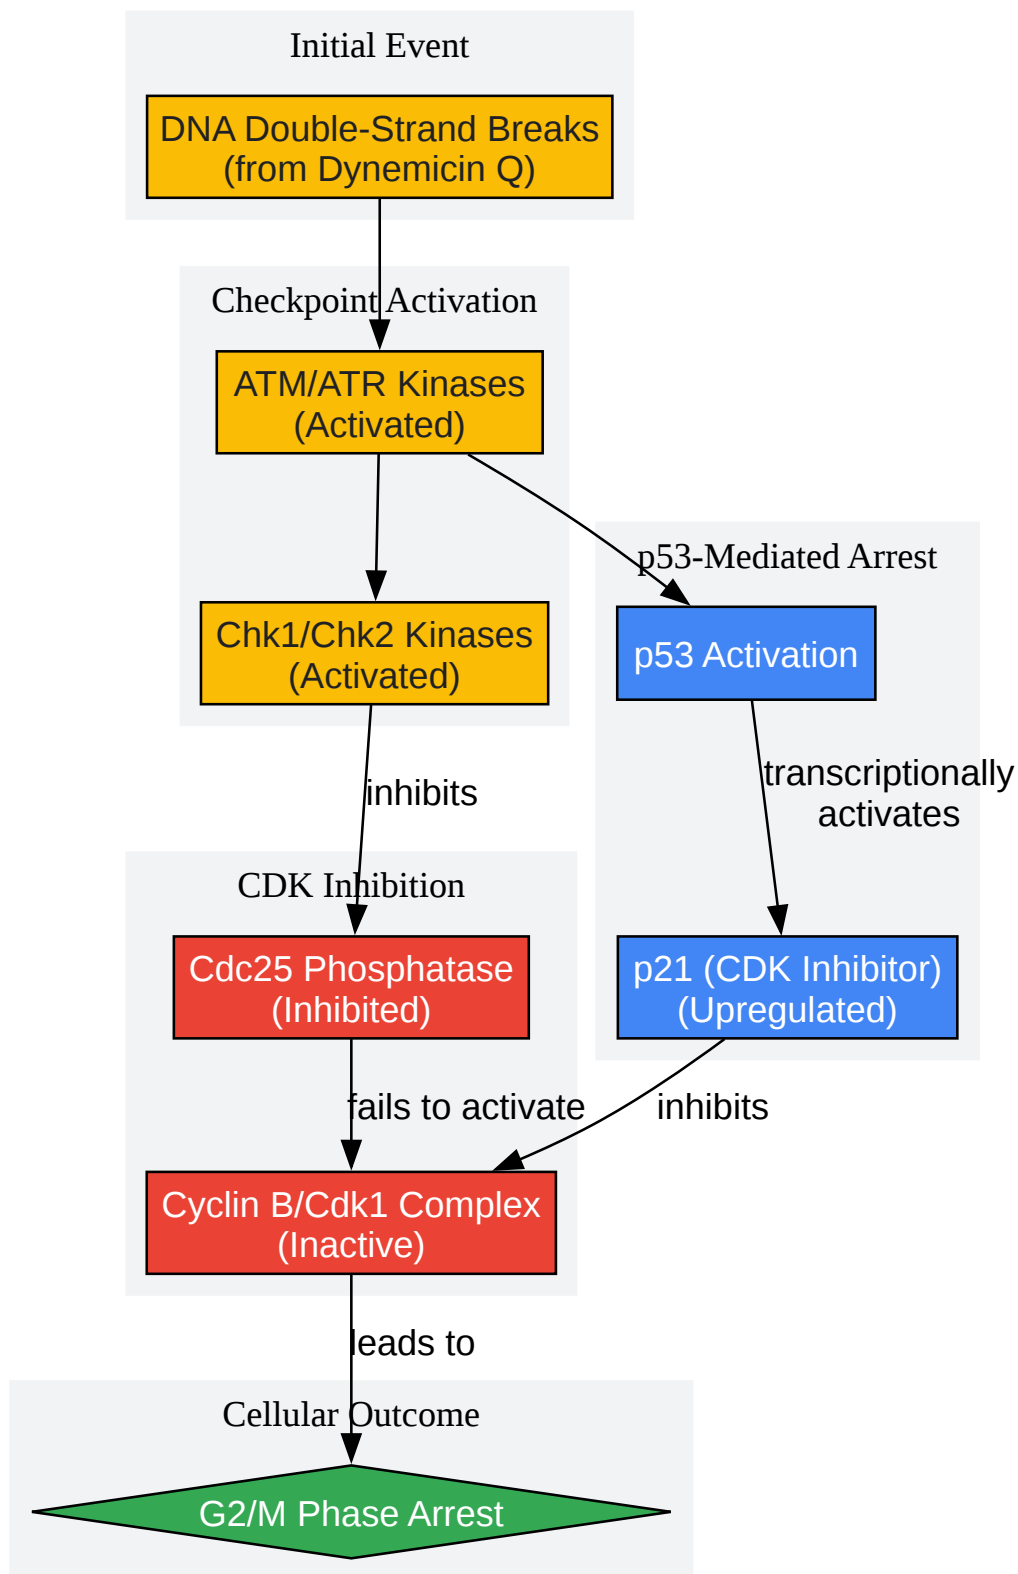 Initial Event
DNA Double-Strand Breaks
(from Dynemicin Q)
Checkpoint Activation
ATM/ATR Kinases
(Activated)
p53-Mediated Arrest
Chk1/Chk2 Kinases
(Activated)
p53 Activation
inhibits
transcriptionally
activates
CDK Inhibition
Cdc25 Phosphatase
(Inhibited)
p21 (CDK Inhibitor)
(Upregulated)
fails to activate
inhibits
Cyclin B/Cdk1 Complex
(Inactive)
leads to
Cellular Outcome
G2/M Phase Arrest